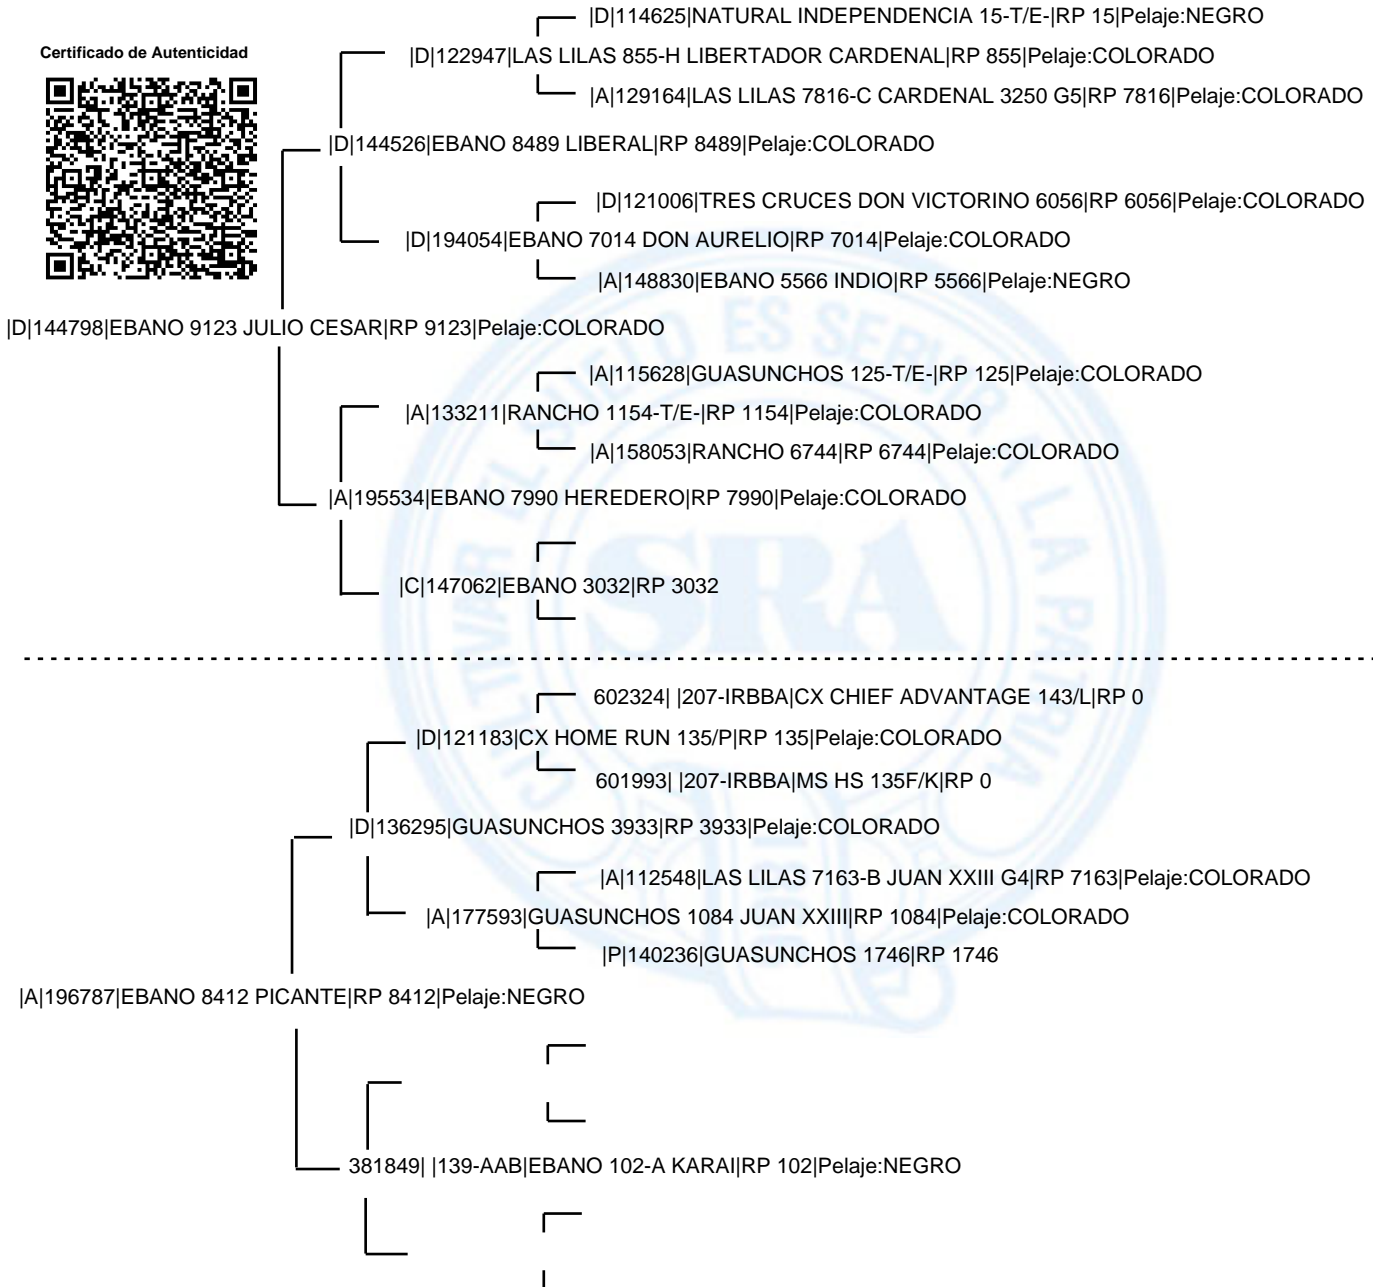 |D|114625|NATURAL INDEPENDENCIA 15-T/E-|RP 15|Pelaje:NEGRO
Certificado de Autenticidad
|D|122947|LAS LILAS 855-H LIBERTADOR CARDENAL|RP 855|Pelaje:COLORADO
|A|129164|LAS LILAS 7816-C CARDENAL 3250 G5|RP 7816|Pelaje:COLORADO
|D|144526|EBANO 8489 LIBERAL|RP 8489|Pelaje:COLORADO
|D|121006|TRES CRUCES DON VICTORINO 6056|RP 6056|Pelaje:COLORADO
|D|194054|EBANO 7014 DON AURELIO|RP 7014|Pelaje:COLORADO
|A|148830|EBANO 5566 INDIO|RP 5566|Pelaje:NEGRO
|D|144798|EBANO 9123 JULIO CESAR|RP 9123|Pelaje:COLORADO
|A|115628|GUASUNCHOS 125-T/E-|RP 125|Pelaje:COLORADO
|A|133211|RANCHO 1154-T/E-|RP 1154|Pelaje:COLORADO
|A|158053|RANCHO 6744|RP 6744|Pelaje:COLORADO
|A|195534|EBANO 7990 HEREDERO|RP 7990|Pelaje:COLORADO
|C|147062|EBANO 3032|RP 3032
CULTIVAR EL SUELO ES SERVIR A LA PATRIA
SRA
1866
602324| |207-IRBBA|CX CHIEF ADVANTAGE 143/L|RP 0
|D|121183|CX HOME RUN 135/P|RP 135|Pelaje:COLORADO
601993| |207-IRBBA|MS HS 135F/K|RP 0
|D|136295|GUASUNCHOS 3933|RP 3933|Pelaje:COLORADO
|A|112548|LAS LILAS 7163-B JUAN XXIII G4|RP 7163|Pelaje:COLORADO
|A|177593|GUASUNCHOS 1084 JUAN XXIII|RP 1084|Pelaje:COLORADO
|P|140236|GUASUNCHOS 1746|RP 1746
|A|196787|EBANO 8412 PICANTE|RP 8412|Pelaje:NEGRO
381849| |139-AAB|EBANO 102-A KARAI|RP 102|Pelaje:NEGRO